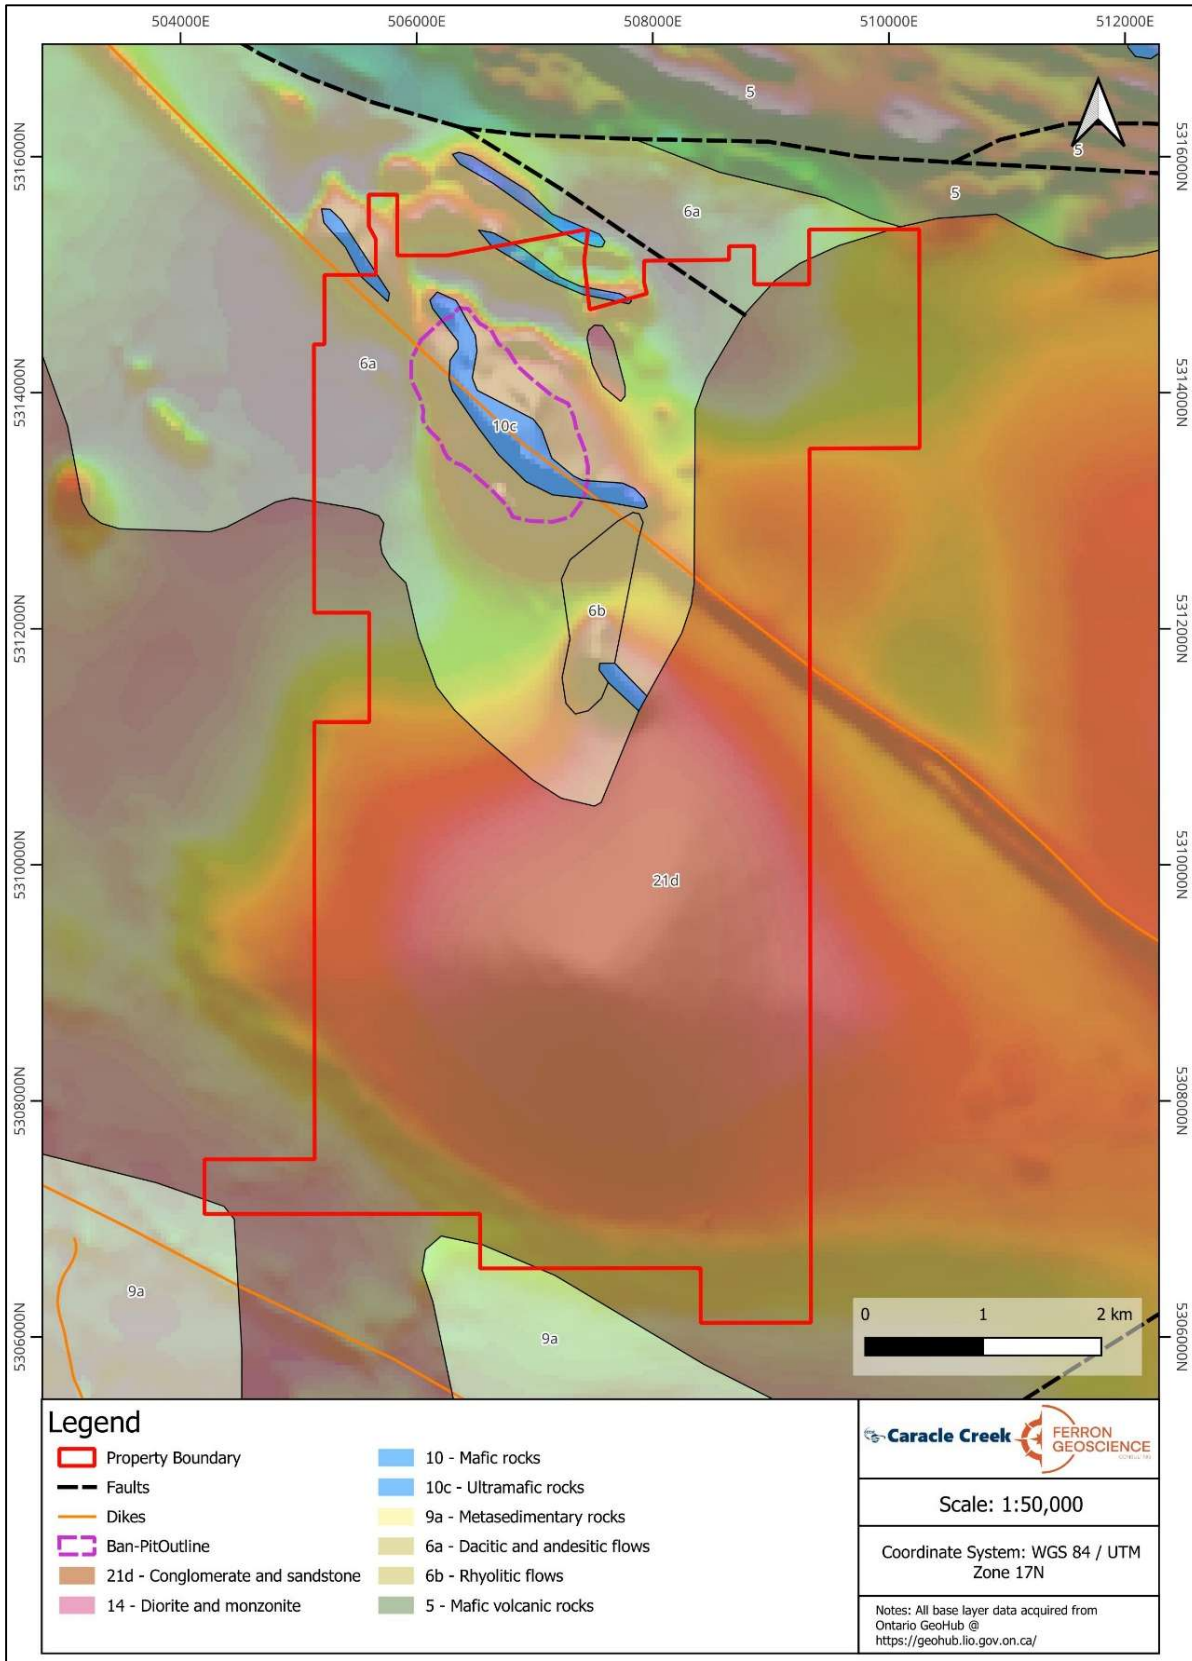 504000E
506000E
508000E
510000E
512000E
5316000N
5314000N
5312000N
5310000N
5308000N
5306000N
5316000N
5314000N
5312000N
5310000N
5308000N
5306000N
5
5
5
6a
6a
10c
6b
21d
9a
9a
0 1 2 km
Legend
Property Boundary
Faults
Dikes
Ban-PitOutline
21d - Conglomerate and sandstone
14 - Diorite and monzonite
10 - Mafic rocks
10c - Ultramafic rocks
9a - Metasedimentary rocks
6a - Dacitic and andesitic flows
6b - Rhyolitic flows
5 - Mafic volcanic rocks
Caracle Creek
FERRON
GEOSCIENCE
CONSULTING
Scale: 1:50,000
Coordinate System: WGS 84 / UTM
Zone 17N
Notes: All base layer data acquired from
Ontario GeoHub @
https://geohub.lio.gov.on.ca/